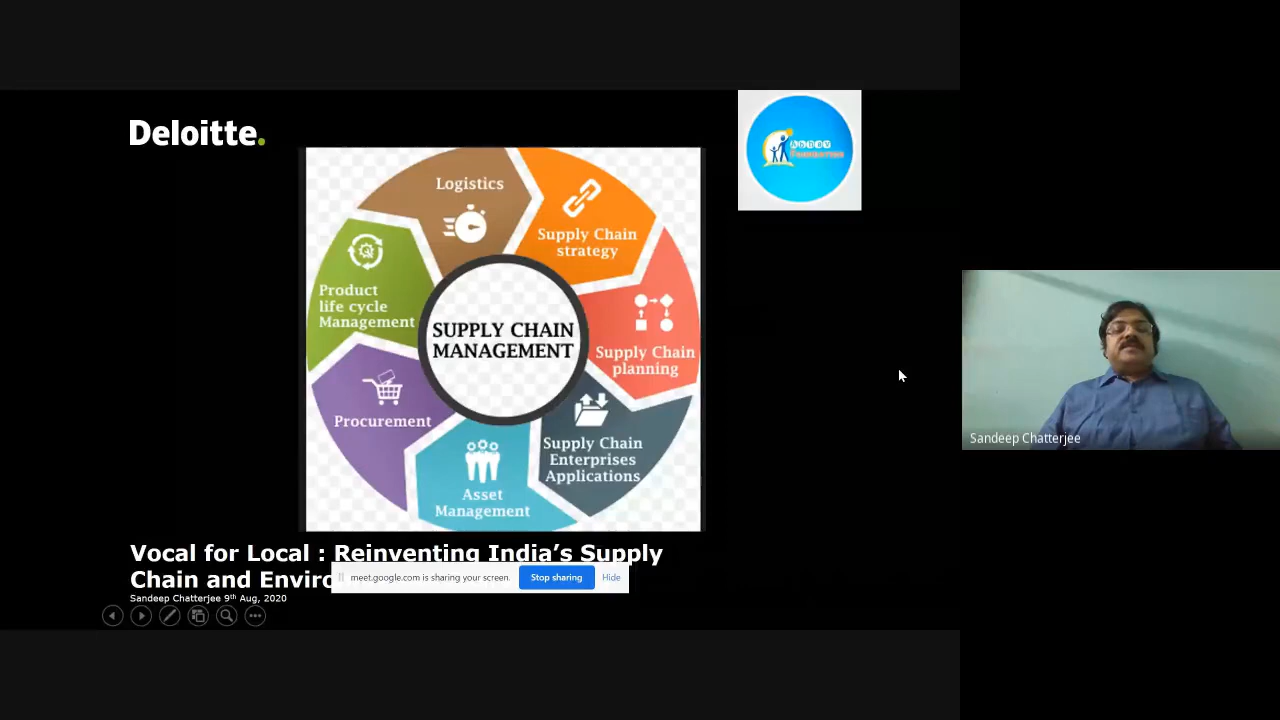 Deloitte.
Abhay
Foundation
Logistics
Supply Chain
strategy
Product
life cycle
Management
SUPPLY CHAIN
MANAGEMENT
Supply Chain
planning
Procurement
Supply Chain
Enterprises
Applications
Asset
Management
Vocal for Local : Reinventing India’s Supply
Chain and Enviro
meet.google.com is sharing your screen.
Stop sharing
Hide
Sandeep Chatterjee 9th Aug, 2020
Sandeep Chatterjee